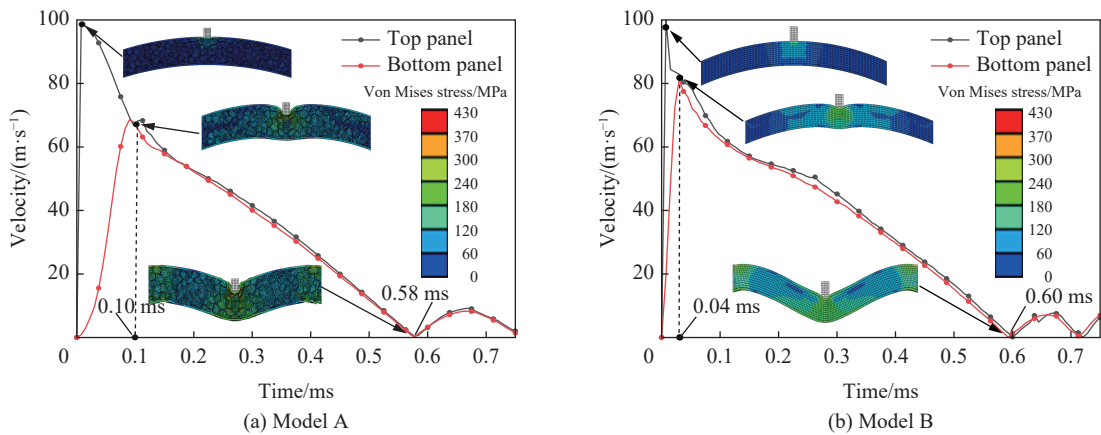 100
80
60
40
20
0
Velocity/(m·s⁻¹)
Top panel
Bottom panel
Von Mises stress/MPa
430
370
300
240
180
120
60
0
0.10 ms
0.58 ms
0.1 0.2 0.3 0.4 0.5 0.6 0.7
Time/ms
(a) Model A
100
80
60
40
20
0
Velocity/(m·s⁻¹)
Top panel
Bottom panel
Von Mises stress/MPa
430
370
300
240
180
120
60
0
0.04 ms
0.60 ms
0.1 0.2 0.3 0.4 0.5 0.6 0.7
Time/ms
(b) Model B